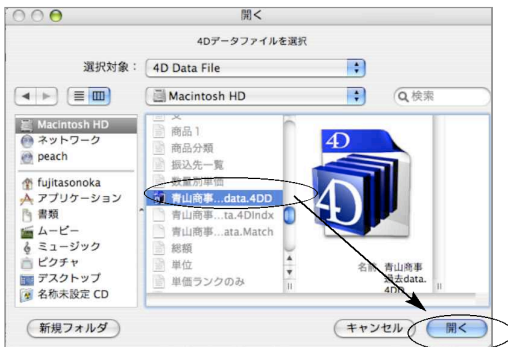 開く
4Dデータファイルを選択
選択対象： 4D Data File
Macintosh HD
検索
Macintosh HD
ネットワーク
peach
fujitasonoka
アプリケーション
書類
ムービー
ミュージック
ピクチャ
デスクトップ
名称未設定 CD
商品1
商品分類
振込先一覧
数量別単価
青山商事...data.4DD
青山商事...ta.4DIndx
青山商事...ata.Match
総額
単位
単価ランクのみ
4D
4D
名前 青山商事
過去data.
4DD
新規フォルダ
キャンセル
開く